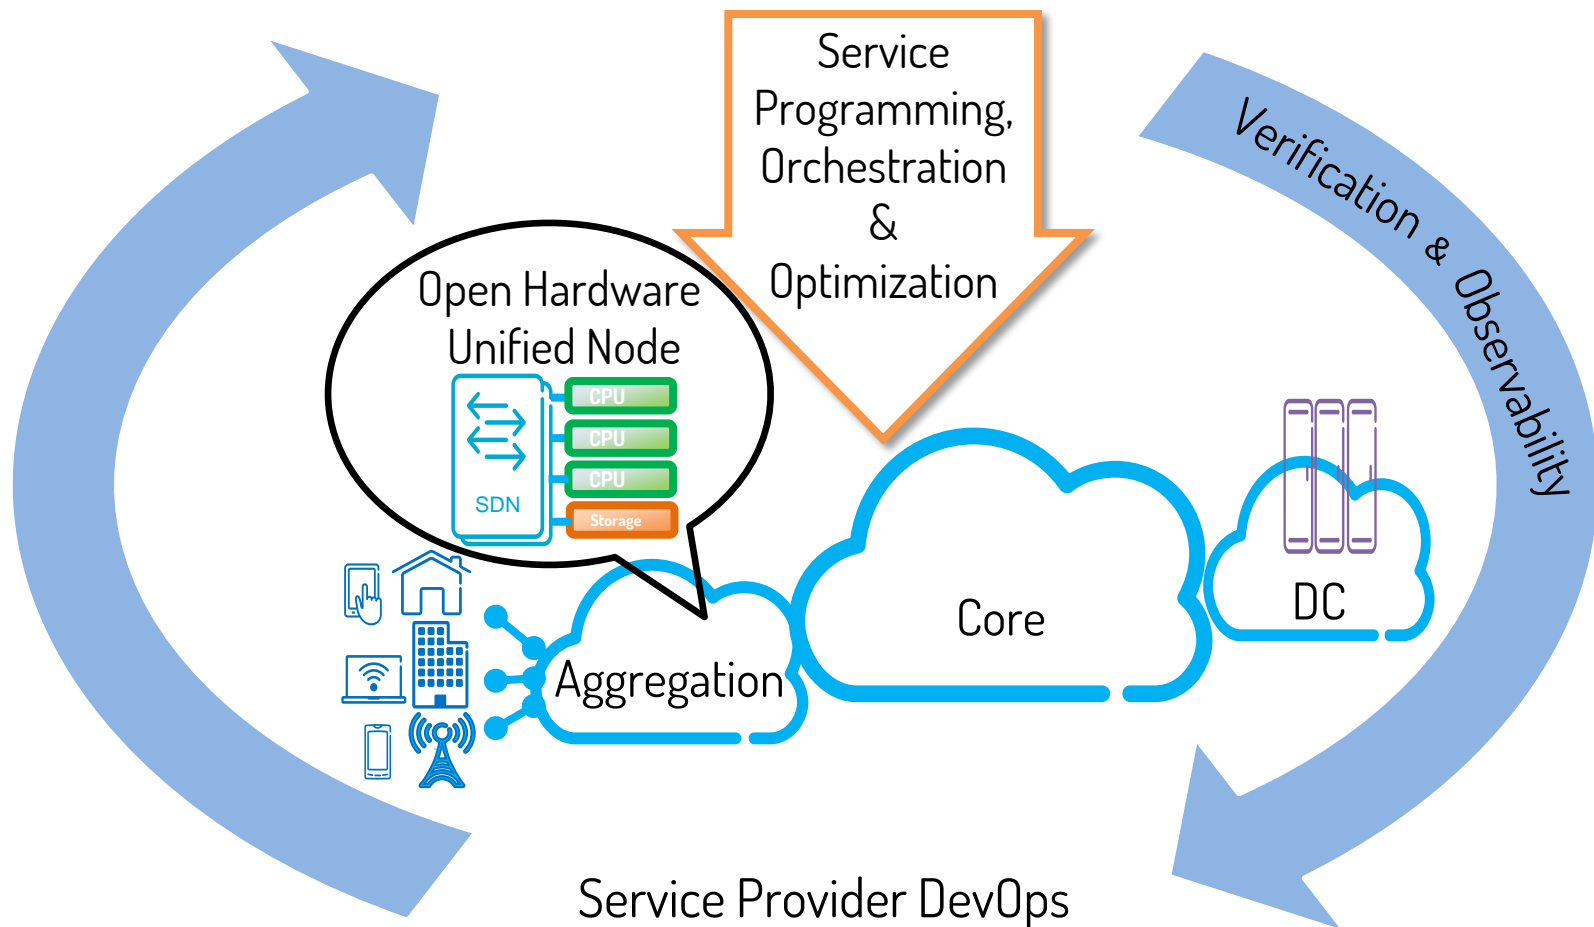 Service
Programming,
Orchestration
&
Optimization
Verification & Observability
Open Hardware
Unified Node
CPU
CPU
CPU
SDN
Storage
Core
DC
Aggregation
Service Provider DevOps